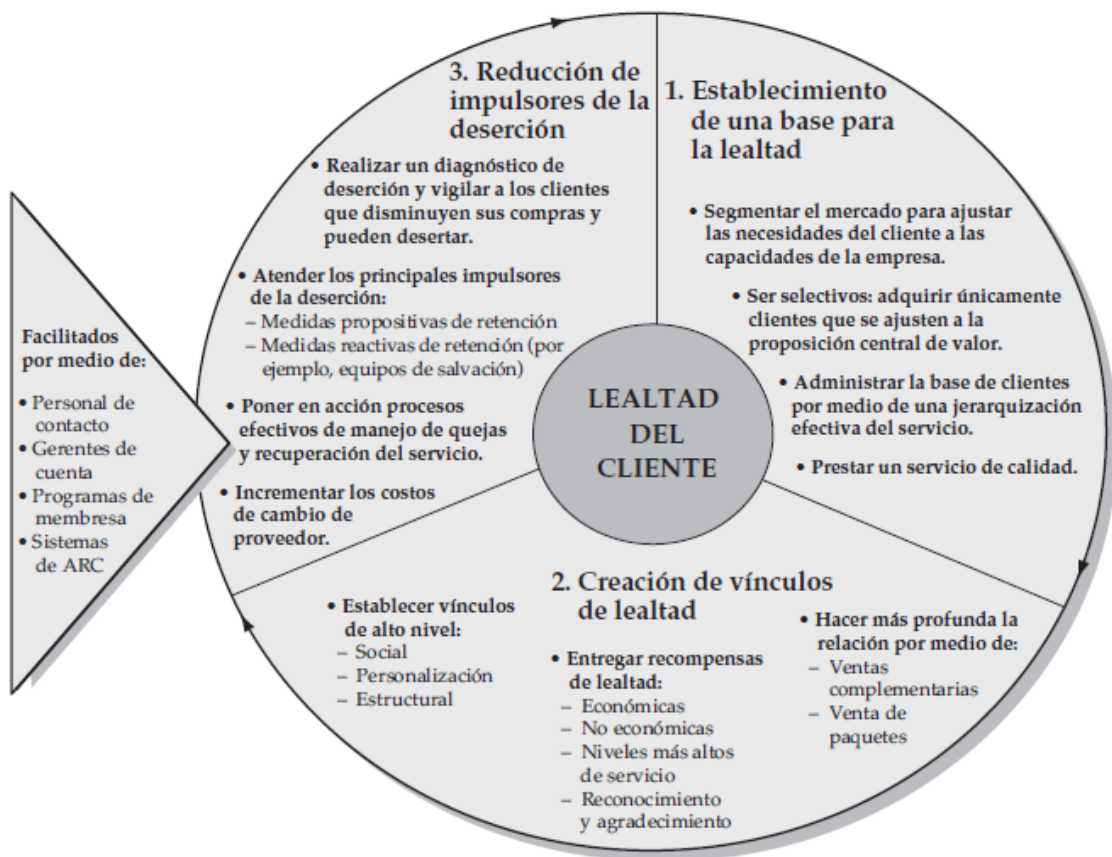 Facilitados
por medio de:
• Personal de
contacto
• Gerentes de
cuenta
• Programas de
membresa
• Sistemas
de ARC
3. Reducción de
impulsores de la
deserción
• Realizar un diagnóstico de
deserción y vigilar a los clientes
que disminuyen sus compras y
pueden desertar.
• Atender los principales impulsores
de la deserción:
– Medidas propositivas de retención
– Medidas reactivas de retención (por
ejemplo, equipos de salvación)
• Poner en acción procesos
efectivos de manejo de quejas
y recuperación del servicio.
• Incrementar los costos
de cambio de
proveedor.
1. Establecimiento
de una base para
la lealtad
• Segmentar el mercado para ajustar
las necesidades del cliente a las
capacidades de la empresa.
• Ser selectivos: adquirir únicamente
clientes que se ajusten a la
proposición central de valor.
• Administrar la base de clientes
por medio de una jerarquización
efectiva del servicio.
• Prestar un servicio de calidad.
LEALTAD
DEL
CLIENTE
2. Creación de vínculos
de lealtad
• Establecer vínculos
de alto nivel:
– Social
– Personalización
– Estructural
• Entregar recompensas
de lealtad:
– Económicas
– No económicas
– Niveles más altos
de servicio
– Reconocimiento
y agradecimiento
• Hacer más profunda la
relación por medio de:
– Ventas
complementarias
– Venta de
paquetes